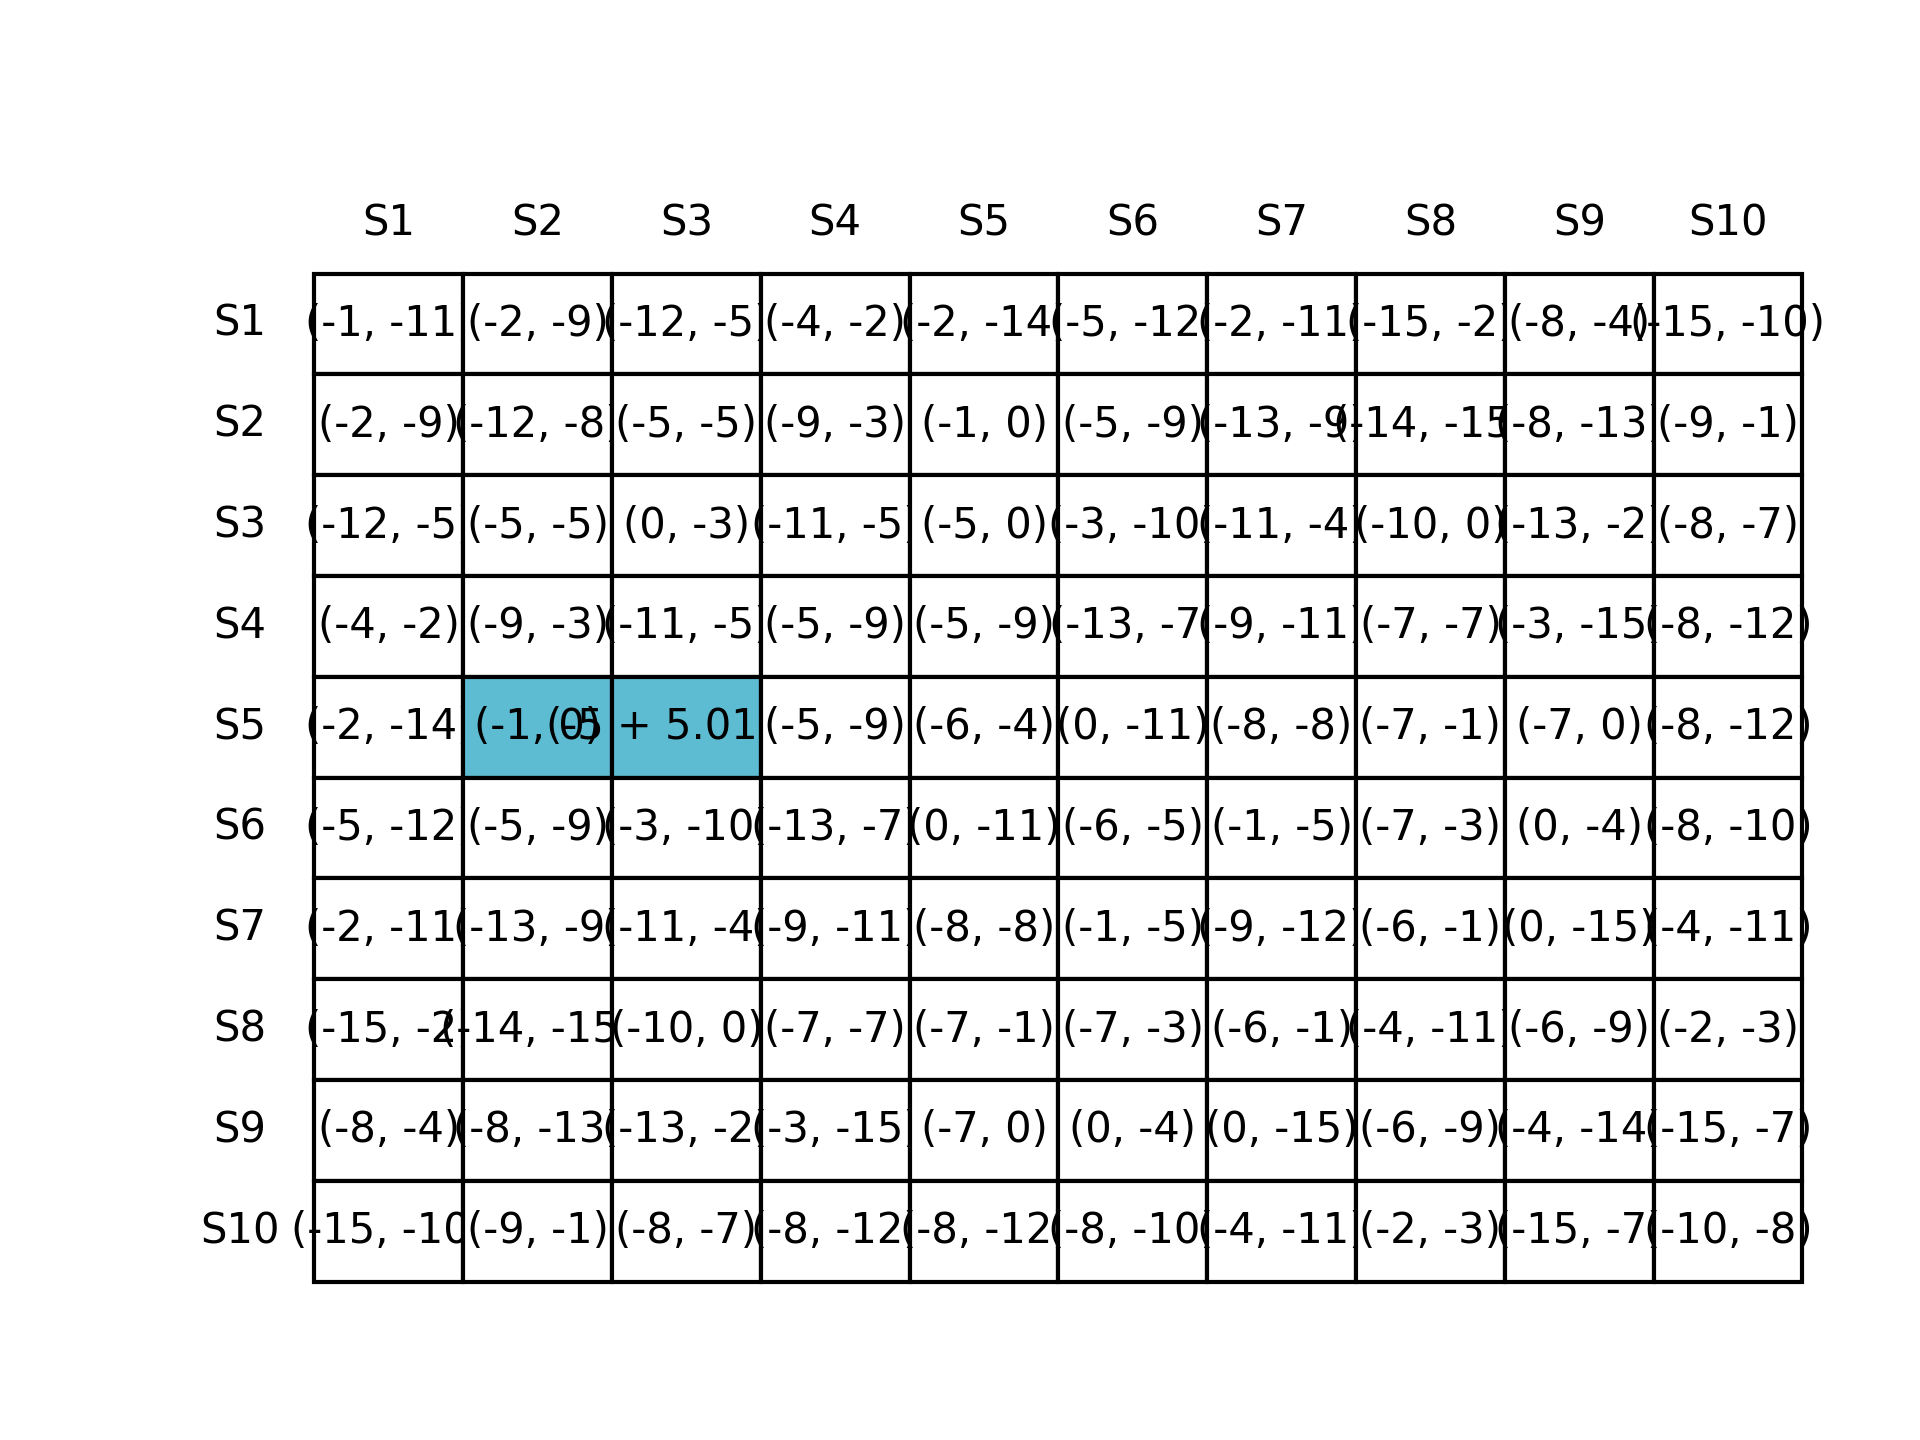 S1 S2 S3 S4 S5 S6 S7 S8 S9 S10
S1 (-1, -11 (-2, -9) (-12, -5) (-4, -2) (-2, -14 (-5, -12 (-2, -11) (-15, -2) (-8, -4) (-15, -10)
S2 (-2, -9) (-12, -8) (-5, -5) (-9, -3) (-1, 0) (-5, -9) (-13, -9) (-14, -15 (-8, -13) (-9, -1)
S3 (-12, -5 (-5, -5) (0, -3) (-11, -5) (-5, 0) (-3, -10 (-11, -4) (-10, 0) (-13, -2) (-8, -7)
S4 (-4, -2) (-9, -3) (-11, -5) (-5, -9) (-5, -9) (-13, -7 (-9, -11) (-7, -7) (-3, -15) (-8, -12)
S5 (-2, -14 (-1, 0) (-5 + 5.01 (-5, -9) (-6, -4) (0, -11) (-8, -8) (-7, -1) (-7, 0) (-8, -12)
S6 (-5, -12 (-5, -9) (-3, -10 (-13, -7) (0, -11) (-6, -5) (-1, -5) (-7, -3) (0, -4) (-8, -10)
S7 (-2, -11 (-13, -9 (-11, -4 (-9, -11) (-8, -8) (-1, -5) (-9, -12) (-6, -1) (0, -15) (-4, -11)
S8 (-15, -2 (-14, -15 (-10, 0) (-7, -7) (-7, -1) (-7, -3) (-6, -1) (-4, -11) (-6, -9) (-2, -3)
S9 (-8, -4) (-8, -13 (-13, -2 (-3, -15) (-7, 0) (0, -4) (0, -15) (-6, -9) (-4, -14 (-15, -7)
S10 (-15, -10 (-9, -1) (-8, -7) (-8, -12 (-8, -12 (-8, -10 (-4, -11) (-2, -3) (-15, -7 (-10, -8)